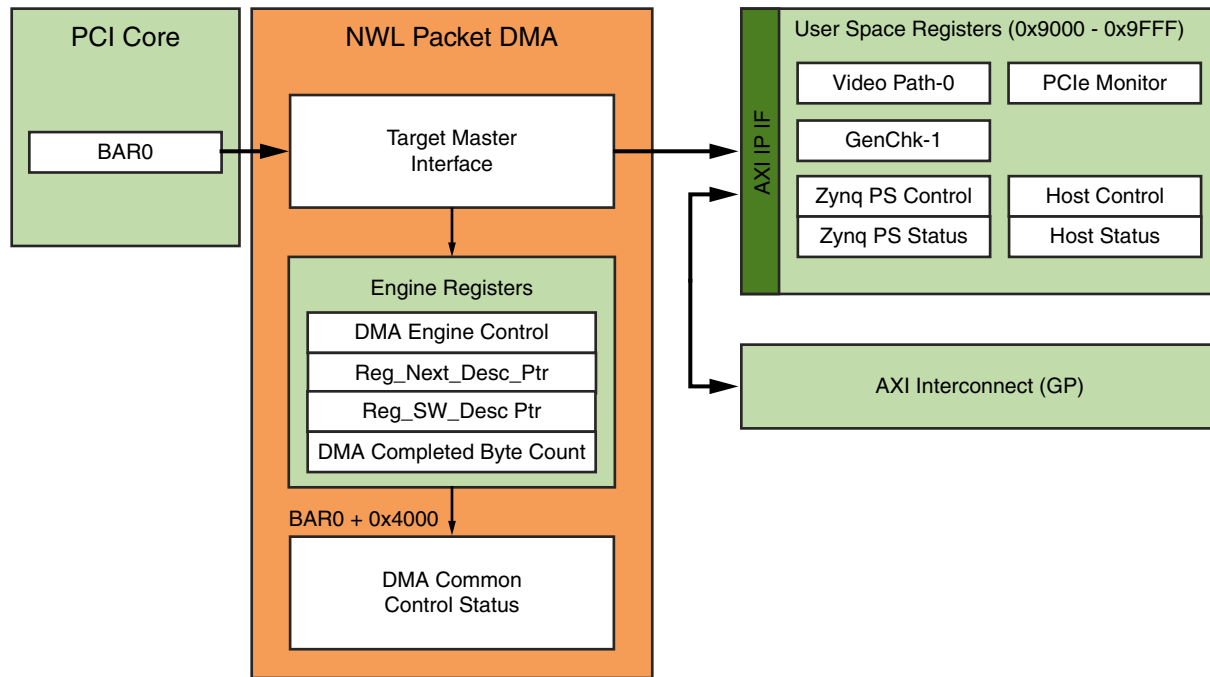 PCI Core
BAR0
NWL Packet DMA
Target Master
Interface
Engine Registers
DMA Engine Control
Reg_Next_Desc_Ptr
Reg_SW_Desc Ptr
DMA Completed Byte Count
BAR0 + 0x4000
DMA Common
Control Status
AXI IP IF
User Space Registers (0x9000 - 0x9FFF)
Video Path-0
PCIe Monitor
GenChk-1
Zynq PS Control
Host Control
Zynq PS Status
Host Status
AXI Interconnect (GP)